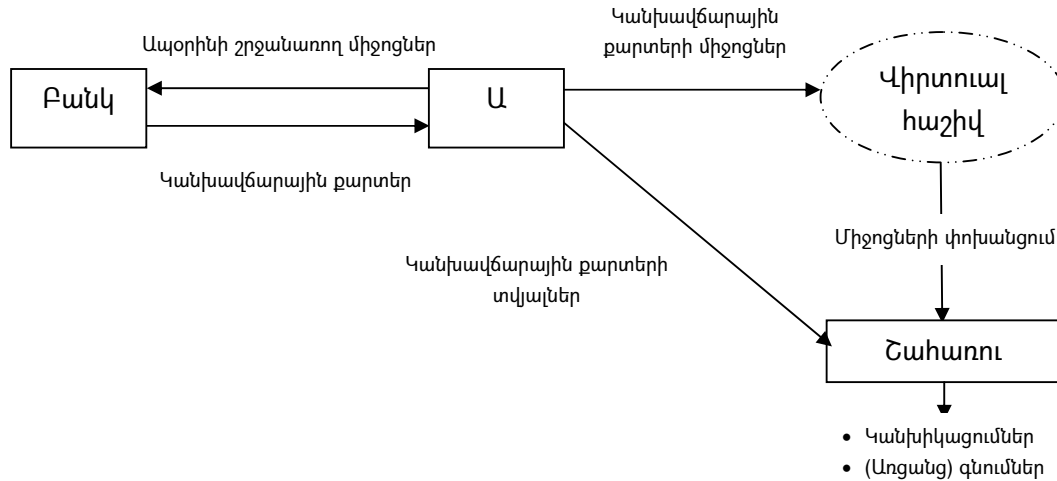 Կանխավճարային
քարտերի միջոցներ
Ապօրինի շրջանառող միջոցներ
Բանկ
Ա
Վիրտուալ
հաշիվ
Կանխավճարային քարտեր
Միջոցների փոխանցում
Կանխավճարային քարտերի
տվյալներ
Շահառու
• Կանխիկացումներ
• (Առցանց) գնումներ